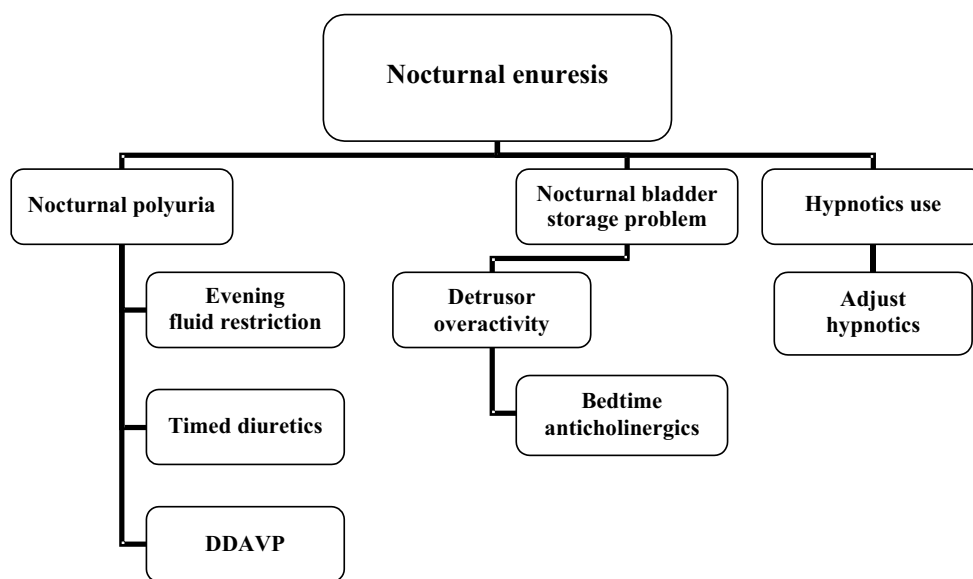 Nocturnal enuresis
Nocturnal polyuria
Nocturnal bladder
storage problem
Hypnotics use
Evening
fluid restriction
Detrusor
overactivity
Adjust
hypnotics
Timed diuretics
Bedtime
anticholinergics
DDAVP